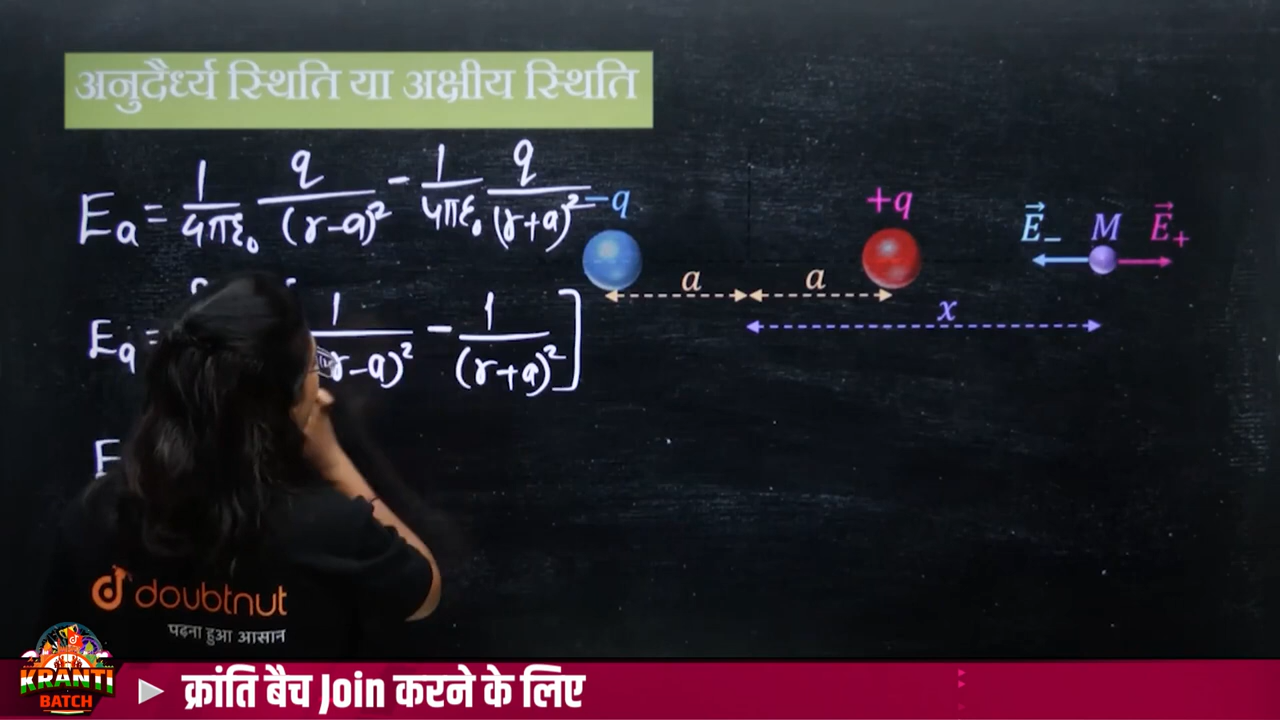 अनुदैर्ध्य स्थिति या अक्षीय स्थिति
Ea = 1/4πε₀ q/(r-a)² - 1/4πε₀ q/(r+a)²
-q
+q
E⃗₋ M E⃗₊
a a
x
Ea = 1/(r-a)² - 1/(r+a)² ]
E
doubtnut
पढ़ना हुआ आसान
KRANTI
BATCH
क्रांति बैच Join करने के लिए